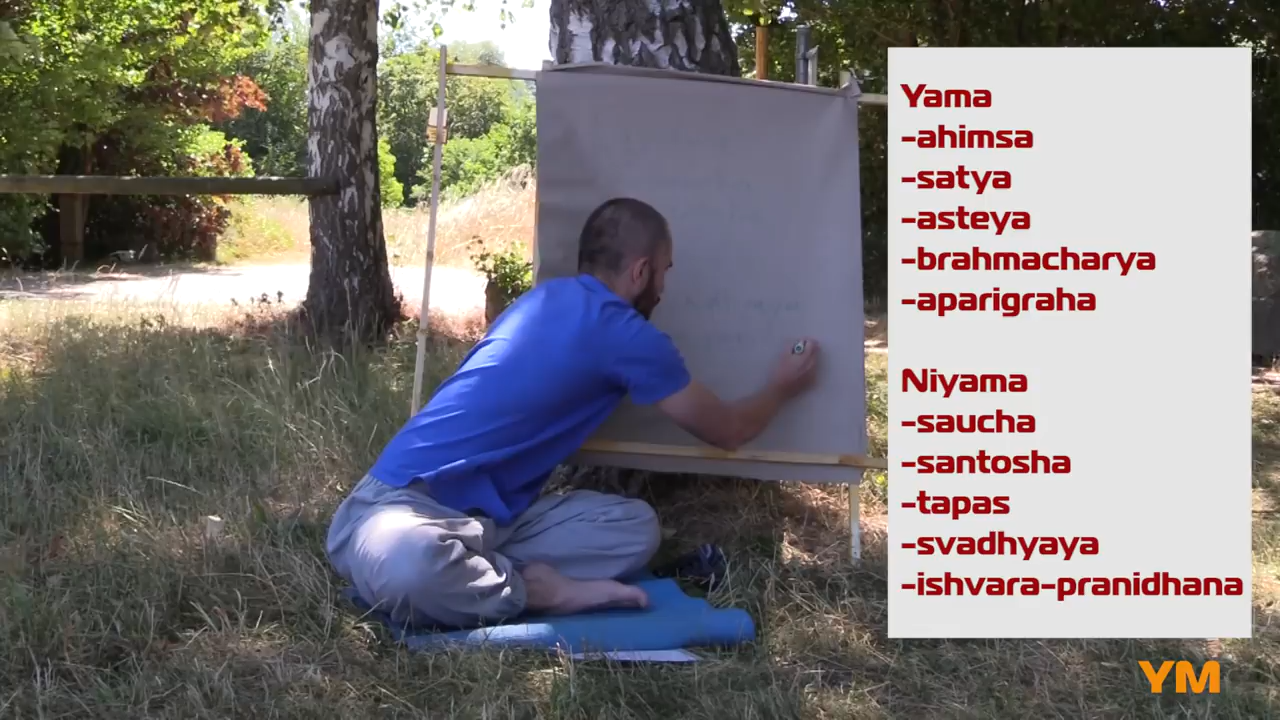 Yama
-ahimsa
-satya
-asteya
-brahmacharya
-aparigraha
Niyama
-saucha
-santosha
-tapas
-svadhyaya
-ishvara-pranidhana
YM